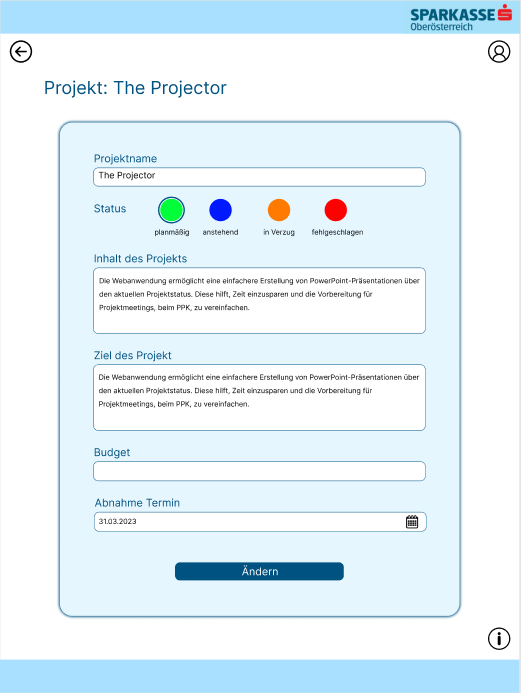 SPARKASSE
Oberösterreich
Projekt: The Projector
Projektname
The Projector
Status
planmäßig anstehend in Verzug fehlgeschlagen
Inhalt des Projekts
Die Webanwendung ermöglicht eine einfachere Erstellung von PowerPoint-Präsentationen über
den aktuellen Projektstatus. Diese hilft, Zeit einzusparen und die Vorbereitung für
Projektmeetings, beim PPK, zu vereinfachen.
Ziel des Projekt
Die Webanwendung ermöglicht eine einfachere Erstellung von PowerPoint-Präsentationen über
den aktuellen Projektstatus. Diese hilft, Zeit einzusparen und die Vorbereitung für
Projektmeetings, beim PPK, zu vereinfachen.
Budget
Abnahme Termin
31.03.2023
Ändern